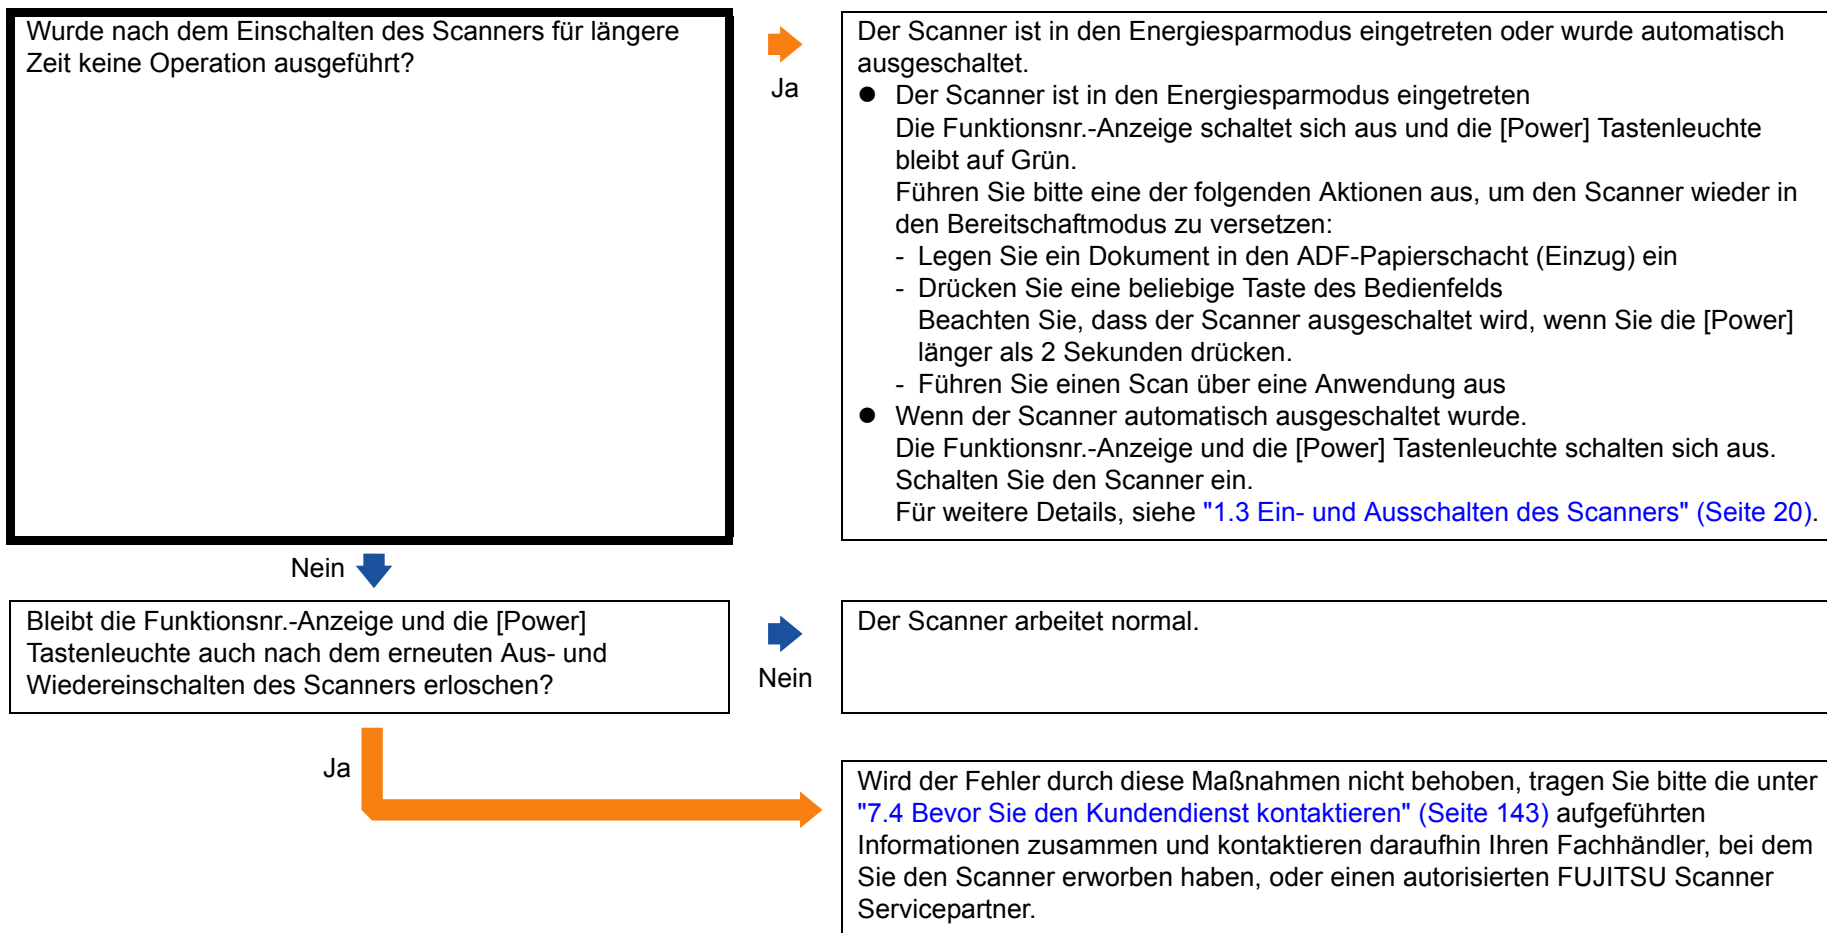 Wurde nach dem Einschalten des Scanners für längere
Zeit keine Operation ausgeführt?
Ja
Der Scanner ist in den Energiesparmodus eingetreten oder wurde automatisch
ausgeschaltet.
● Der Scanner ist in den Energiesparmodus eingetreten
Die Funktionsnr.-Anzeige schaltet sich aus und die [Power] Tastenleuchte
bleibt auf Grün.
Führen Sie bitte eine der folgenden Aktionen aus, um den Scanner wieder in
den Bereitschaftmodus zu versetzen:
- Legen Sie ein Dokument in den ADF-Papierschacht (Einzug) ein
- Drücken Sie eine beliebige Taste des Bedienfelds
Beachten Sie, dass der Scanner ausgeschaltet wird, wenn Sie die [Power]
länger als 2 Sekunden drücken.
- Führen Sie einen Scan über eine Anwendung aus
● Wenn der Scanner automatisch ausgeschaltet wurde.
Die Funktionsnr.-Anzeige und die [Power] Tastenleuchte schalten sich aus.
Schalten Sie den Scanner ein.
Für weitere Details, siehe "1.3 Ein- und Ausschalten des Scanners" (Seite 20).
Nein
Bleibt die Funktionsnr.-Anzeige und die [Power]
Tastenleuchte auch nach dem erneuten Aus- und
Wiedereinschalten des Scanners erloschen?
Nein
Der Scanner arbeitet normal.
Ja
Wird der Fehler durch diese Maßnahmen nicht behoben, tragen Sie bitte die unter
"7.4 Bevor Sie den Kundendienst kontaktieren" (Seite 143) aufgeführten
Informationen zusammen und kontaktieren daraufhin Ihren Fachhändler, bei dem
Sie den Scanner erworben haben, oder einen autorisierten FUJITSU Scanner
Servicepartner.